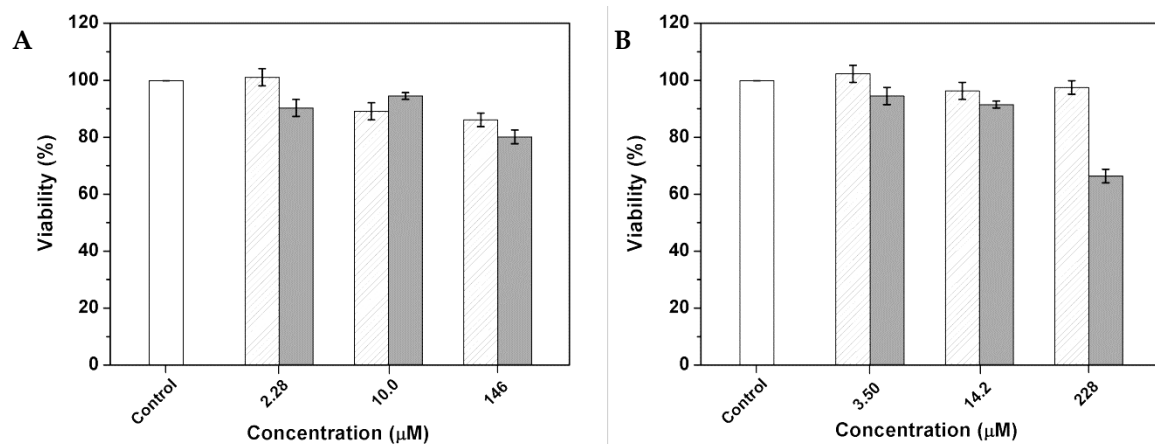 A
120
100
80
60
40
20
0
Viability (%)
Control
2.28
10.0
146
Concentration (μM)
B
120
100
80
60
40
20
0
Viability (%)
Control
3.50
14.2
228
Concentration (μM)